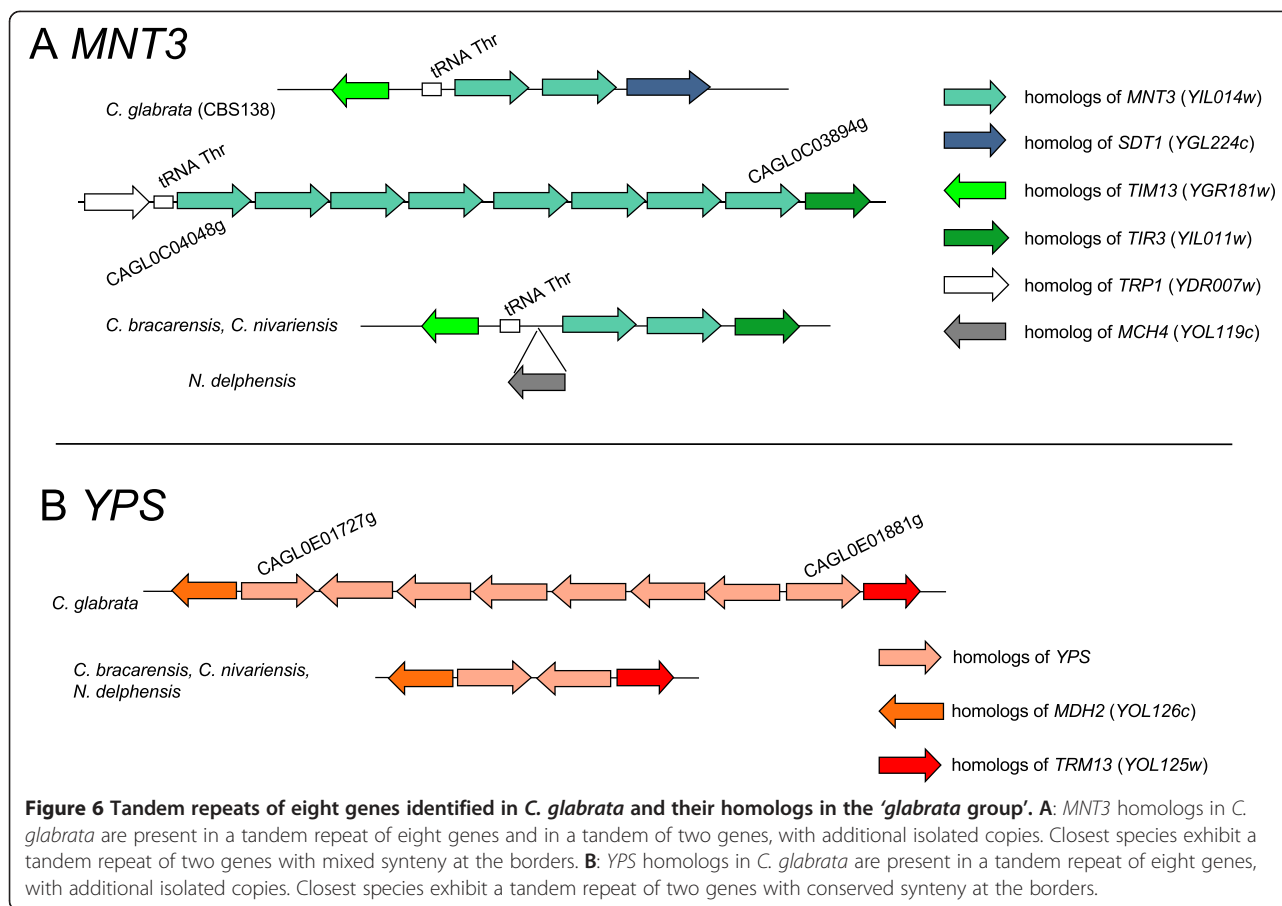 A MNT3
tRNA Thr
C. glabrata (CBS138)
tRNA Thr
CAGL0C03894g
CAGL0C04048g
tRNA Thr
C. bracarensis, C. nivariensis
N. delphensis
homologs of MNT3 (YIL014w)
homolog of SDT1 (YGL224c)
homologs of TIM13 (YGR181w)
homologs of TIR3 (YIL011w)
homolog of TRP1 (YDR007w)
homolog of MCH4 (YOL119c)
B YPS
CAGL0E01727g
CAGL0E01881g
C. glabrata
C. bracarensis, C. nivariensis,
N. delphensis
homologs of YPS
homologs of MDH2 (YOL126c)
homologs of TRM13 (YOL125w)
Figure 6 Tandem repeats of eight genes identified in C. glabrata and their homologs in the ‘glabrata group’. A: MNT3 homologs in C.
glabrata are present in a tandem repeat of eight genes and in a tandem of two genes, with additional isolated copies. Closest species exhibit a
tandem repeat of two genes with mixed synteny at the borders. B: YPS homologs in C. glabrata are present in a tandem repeat of eight genes,
with additional isolated copies. Closest species exhibit a tandem repeat of two genes with conserved synteny at the borders.